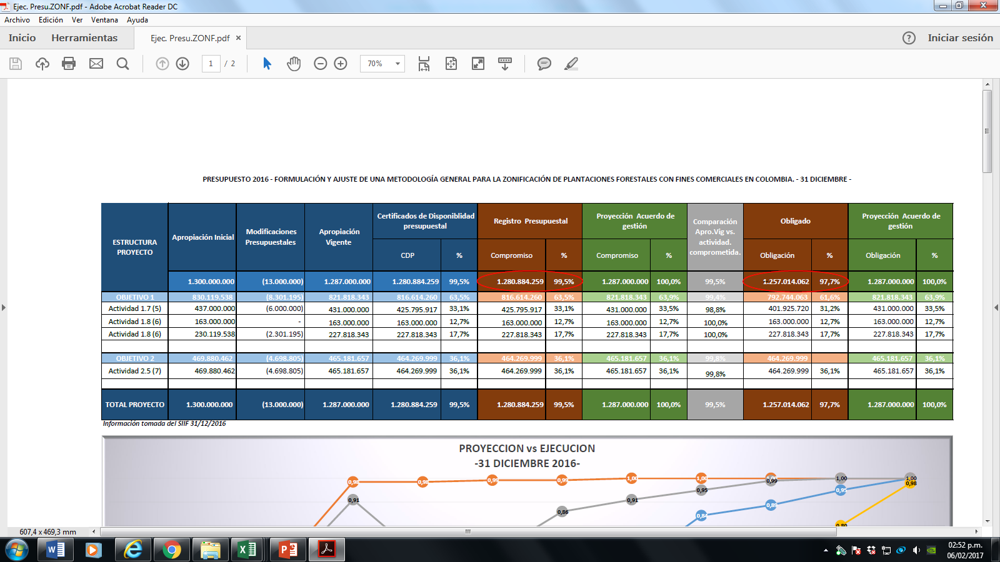 Ejec. Presu.ZONF.pdf - Adobe Acrobat Reader DC
Archivo Edición Ver Ventana Ayuda
Inicio Herramientas Ejec. Presu.ZONF.pdf × ? Iniciar sesión
1 / 2 70%
PRESUPUESTO 2016 - FORMULACIÓN Y AJUSTE DE UNA METODOLOGÍA GENERAL PARA LA ZONIFICACIÓN DE PLANTACIONES FORESTALES CON FINES COMERCIALES EN COLOMBIA. - 31 DICIEMBRE -
ESTRUCTURA PROYECTO
Apropiación Inicial
Modificaciones Presupuestales
Apropiación Vigente
Certificados de Disponiblidad presupuestal
Registro Presupuestal
Proyección Acuerdo de gestión
Comparación Apro.Vig vs. actividad. comprometida.
Obligado
Proyección Acuerdo de gestión
CDP % Compromiso % Compromiso % Obligación % Obligación %
1.300.000.000 (13.000.000) 1.287.000.000 1.280.884.259 99,5% 1.280.884.259 99,5% 1.287.000.000 100,0% 99,5% 1.257.014.062 97,7% 1.287.000.000 100,0%
OBJETIVO 1 830.119.538 (8.301.195) 821.818.343 816.614.260 63,5% 816.614.260 63,5% 821.818.343 63,9% 99,4% 792.744.063 61,6% 821.818.343 63,9%
Actividad 1.7 (5) 437.000.000 (6.000.000) 431.000.000 425.795.917 33,1% 425.795.917 33,1% 431.000.000 33,5% 98,8% 401.925.720 31,2% 431.000.000 33,5%
Actividad 1.8 (6) 163.000.000 - 163.000.000 163.000.000 12,7% 163.000.000 12,7% 163.000.000 12,7% 100,0% 163.000.000 12,7% 163.000.000 12,7%
Actividad 1.8 (6) 230.119.538 (2.301.195) 227.818.343 227.818.343 17,7% 227.818.343 17,7% 227.818.343 17,7% 100,0% 227.818.343 17,7% 227.818.343 17,7%
OBJETIVO 2 469.880.462 (4.698.805) 465.181.657 464.269.999 36,1% 464.269.999 36,1% 465.181.657 36,1% 99,8% 464.269.999 465.181.657 36,1%
Actividad 2.5 (7) 469.880.462 (4.698.805) 465.181.657 464.269.999 36,1% 464.269.999 36,1% 465.181.657 36,1% 99,8% 464.269.999 36,1% 465.181.657 36,1%
TOTAL PROYECTO 1.300.000.000 (13.000.000) 1.287.000.000 1.280.884.259 99,5% 1.280.884.259 99,5% 1.287.000.000 100,0% 99,5% 1.257.014.062 97,7% 1.287.000.000 100,0%
Información tomada del SIIF 31/12/2016
PROYECCION vs EJECUCION
-31 DICIEMBRE 2016-
0,98 0,98 0,99 0,99 1,00 1,00 1,00 1,00
0,98
0,91 0,86 0,91 0,95 0,99 1,00
0,84 0,89 0,95
0,80
607,4 x 469,3 mm
02:52 p.m.
06/02/2017